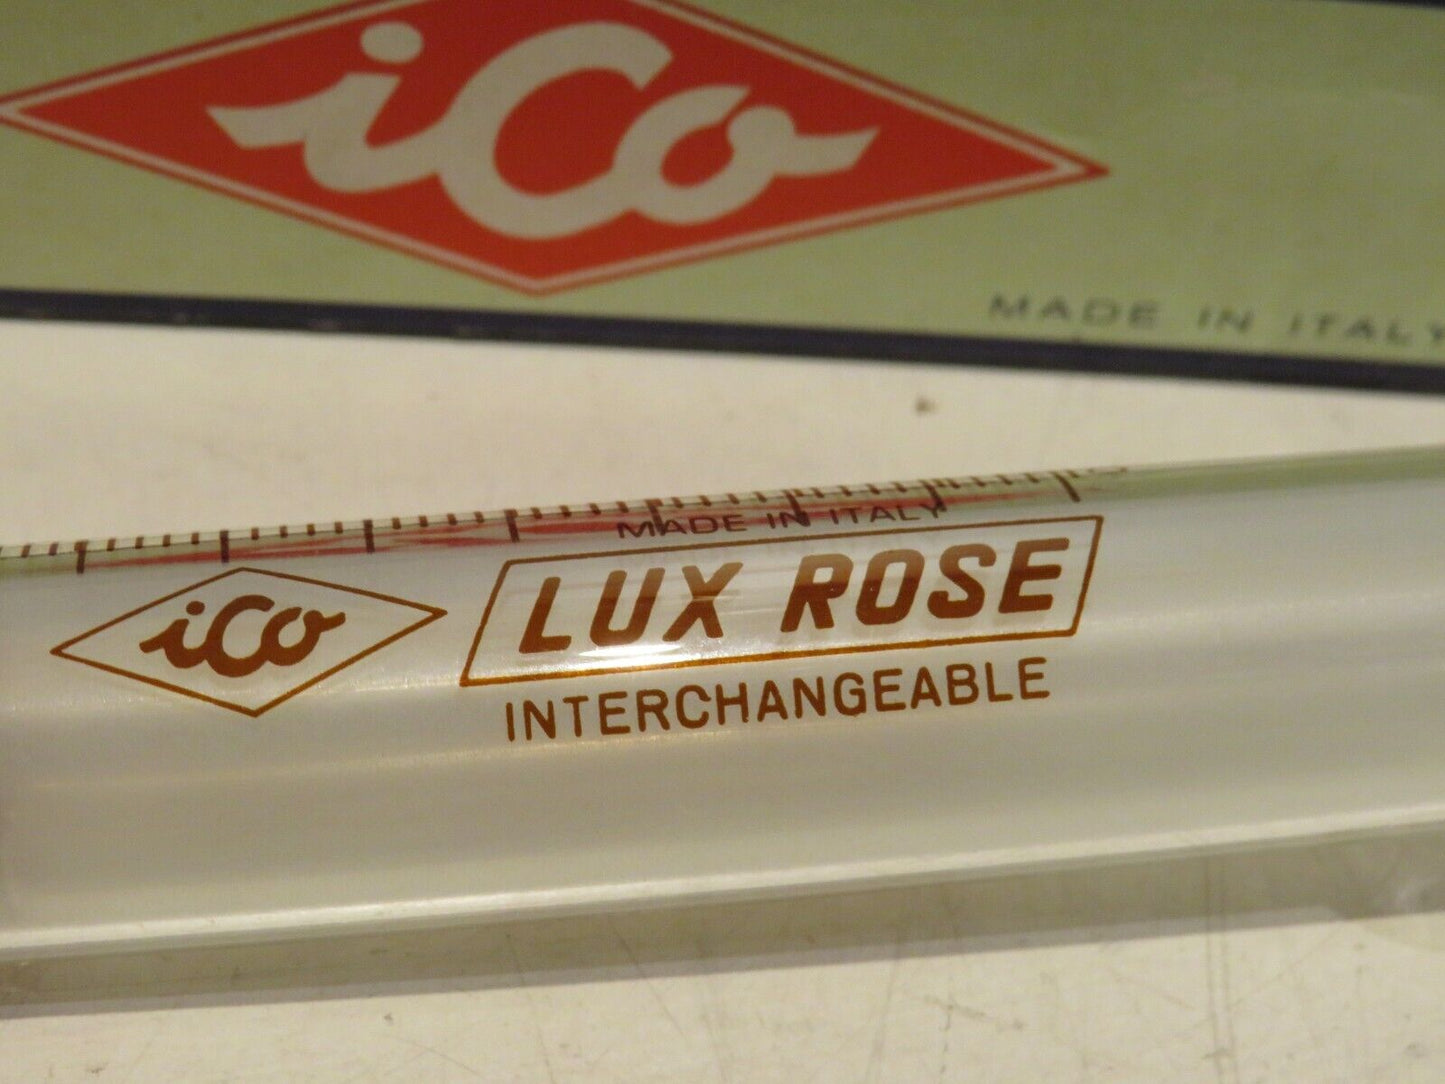 iCo
MADE IN ITALY
MADE IN ITALY
iCo
LUX ROSE
INTERCHANGEABLE